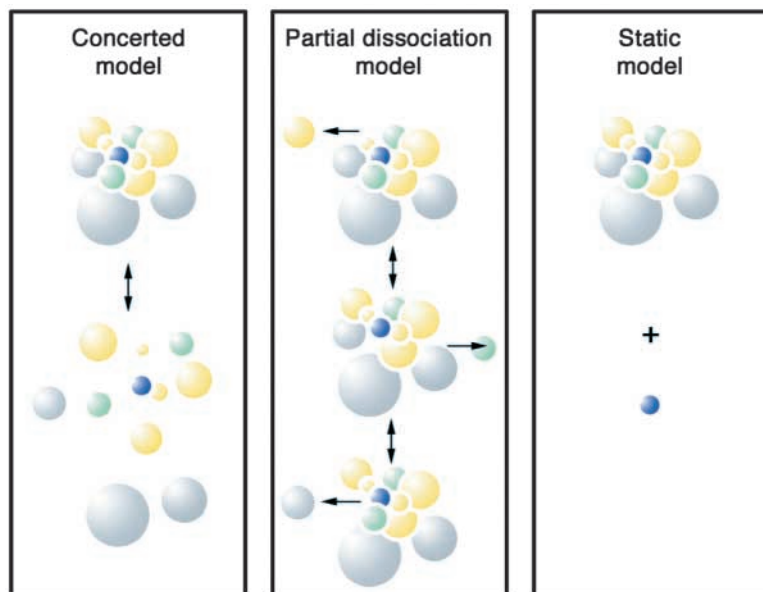 Concerted
model
Partial dissociation
model
Static
model
+